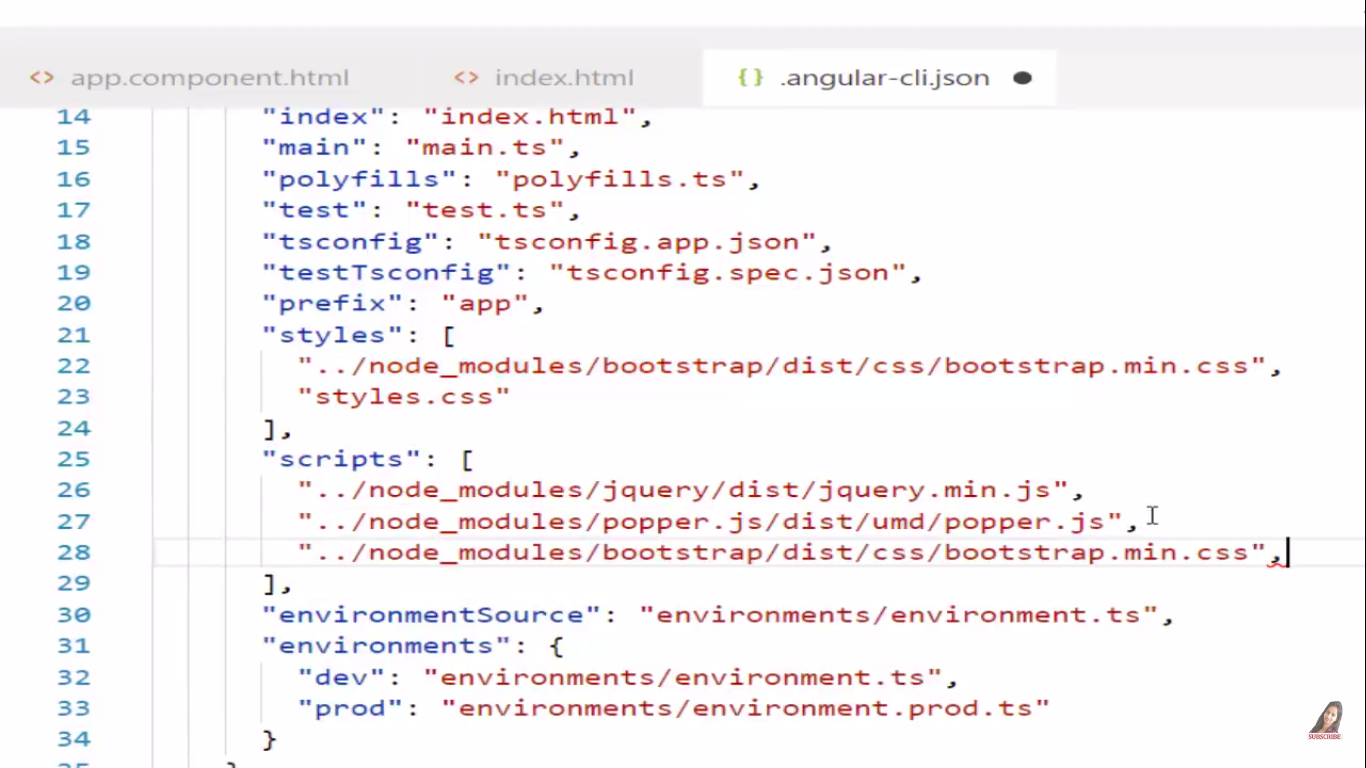 <> app.component.html <> index.html {} .angular-cli.json ●
14 "index": "index.html",
15 "main": "main.ts",
16 "polyfills": "polyfills.ts",
17 "test": "test.ts",
18 "tsconfig": "tsconfig.app.json",
19 "testTsconfig": "tsconfig.spec.json",
20 "prefix": "app",
21 "styles": [
22 "../node_modules/bootstrap/dist/css/bootstrap.min.css",
23 "styles.css"
24 ],
25 "scripts": [
26 "../node_modules/jquery/dist/jquery.min.js",
27 "../node_modules/popper.js/dist/umd/popper.js",
28 "../node_modules/bootstrap/dist/css/bootstrap.min.css",
29 ],
30 "environmentSource": "environments/environment.ts",
31 "environments": {
32 "dev": "environments/environment.ts",
33 "prod": "environments/environment.prod.ts"
34 }
SUBSCRIBE